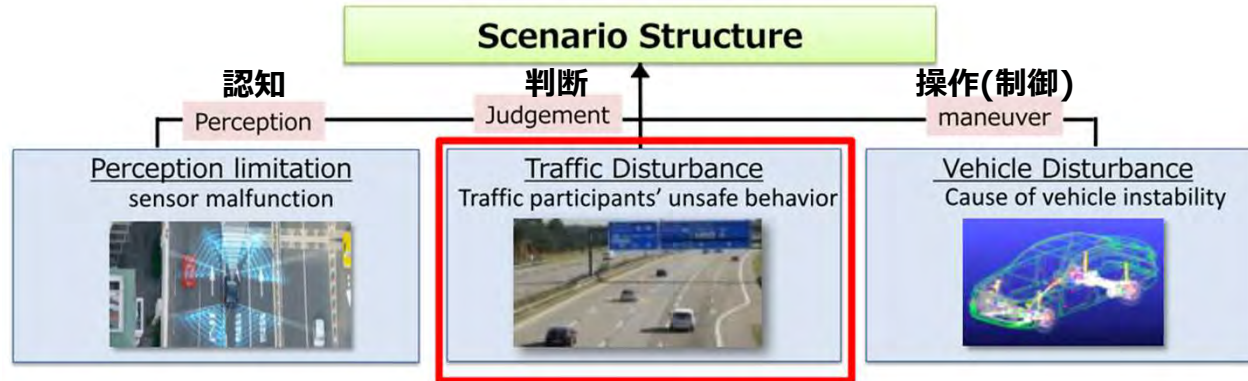 Scenario Structure
認知
判断
操作(制御)
Perception
Judgement
maneuver
Perception limitation
sensor malfunction
Traffic Disturbance
Traffic participants’ unsafe behavior
Vehicle Disturbance
Cause of vehicle instability